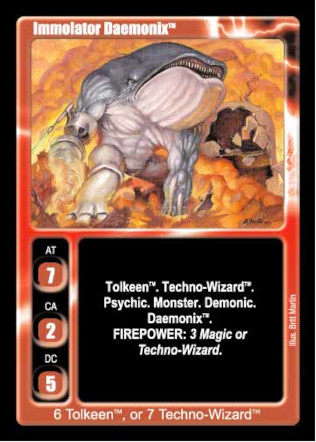 Immolator Daemonix™
AT
7
CA
2
DC
5
Tolkeen™. Techno-Wizard™.
Psychic. Monster. Demonic.
Daemonix™.
FIREPOWER: 3 Magic or
Techno-Wizard.
Illus. Britt Martin
6 Tolkeen™, or 7 Techno-Wizard™